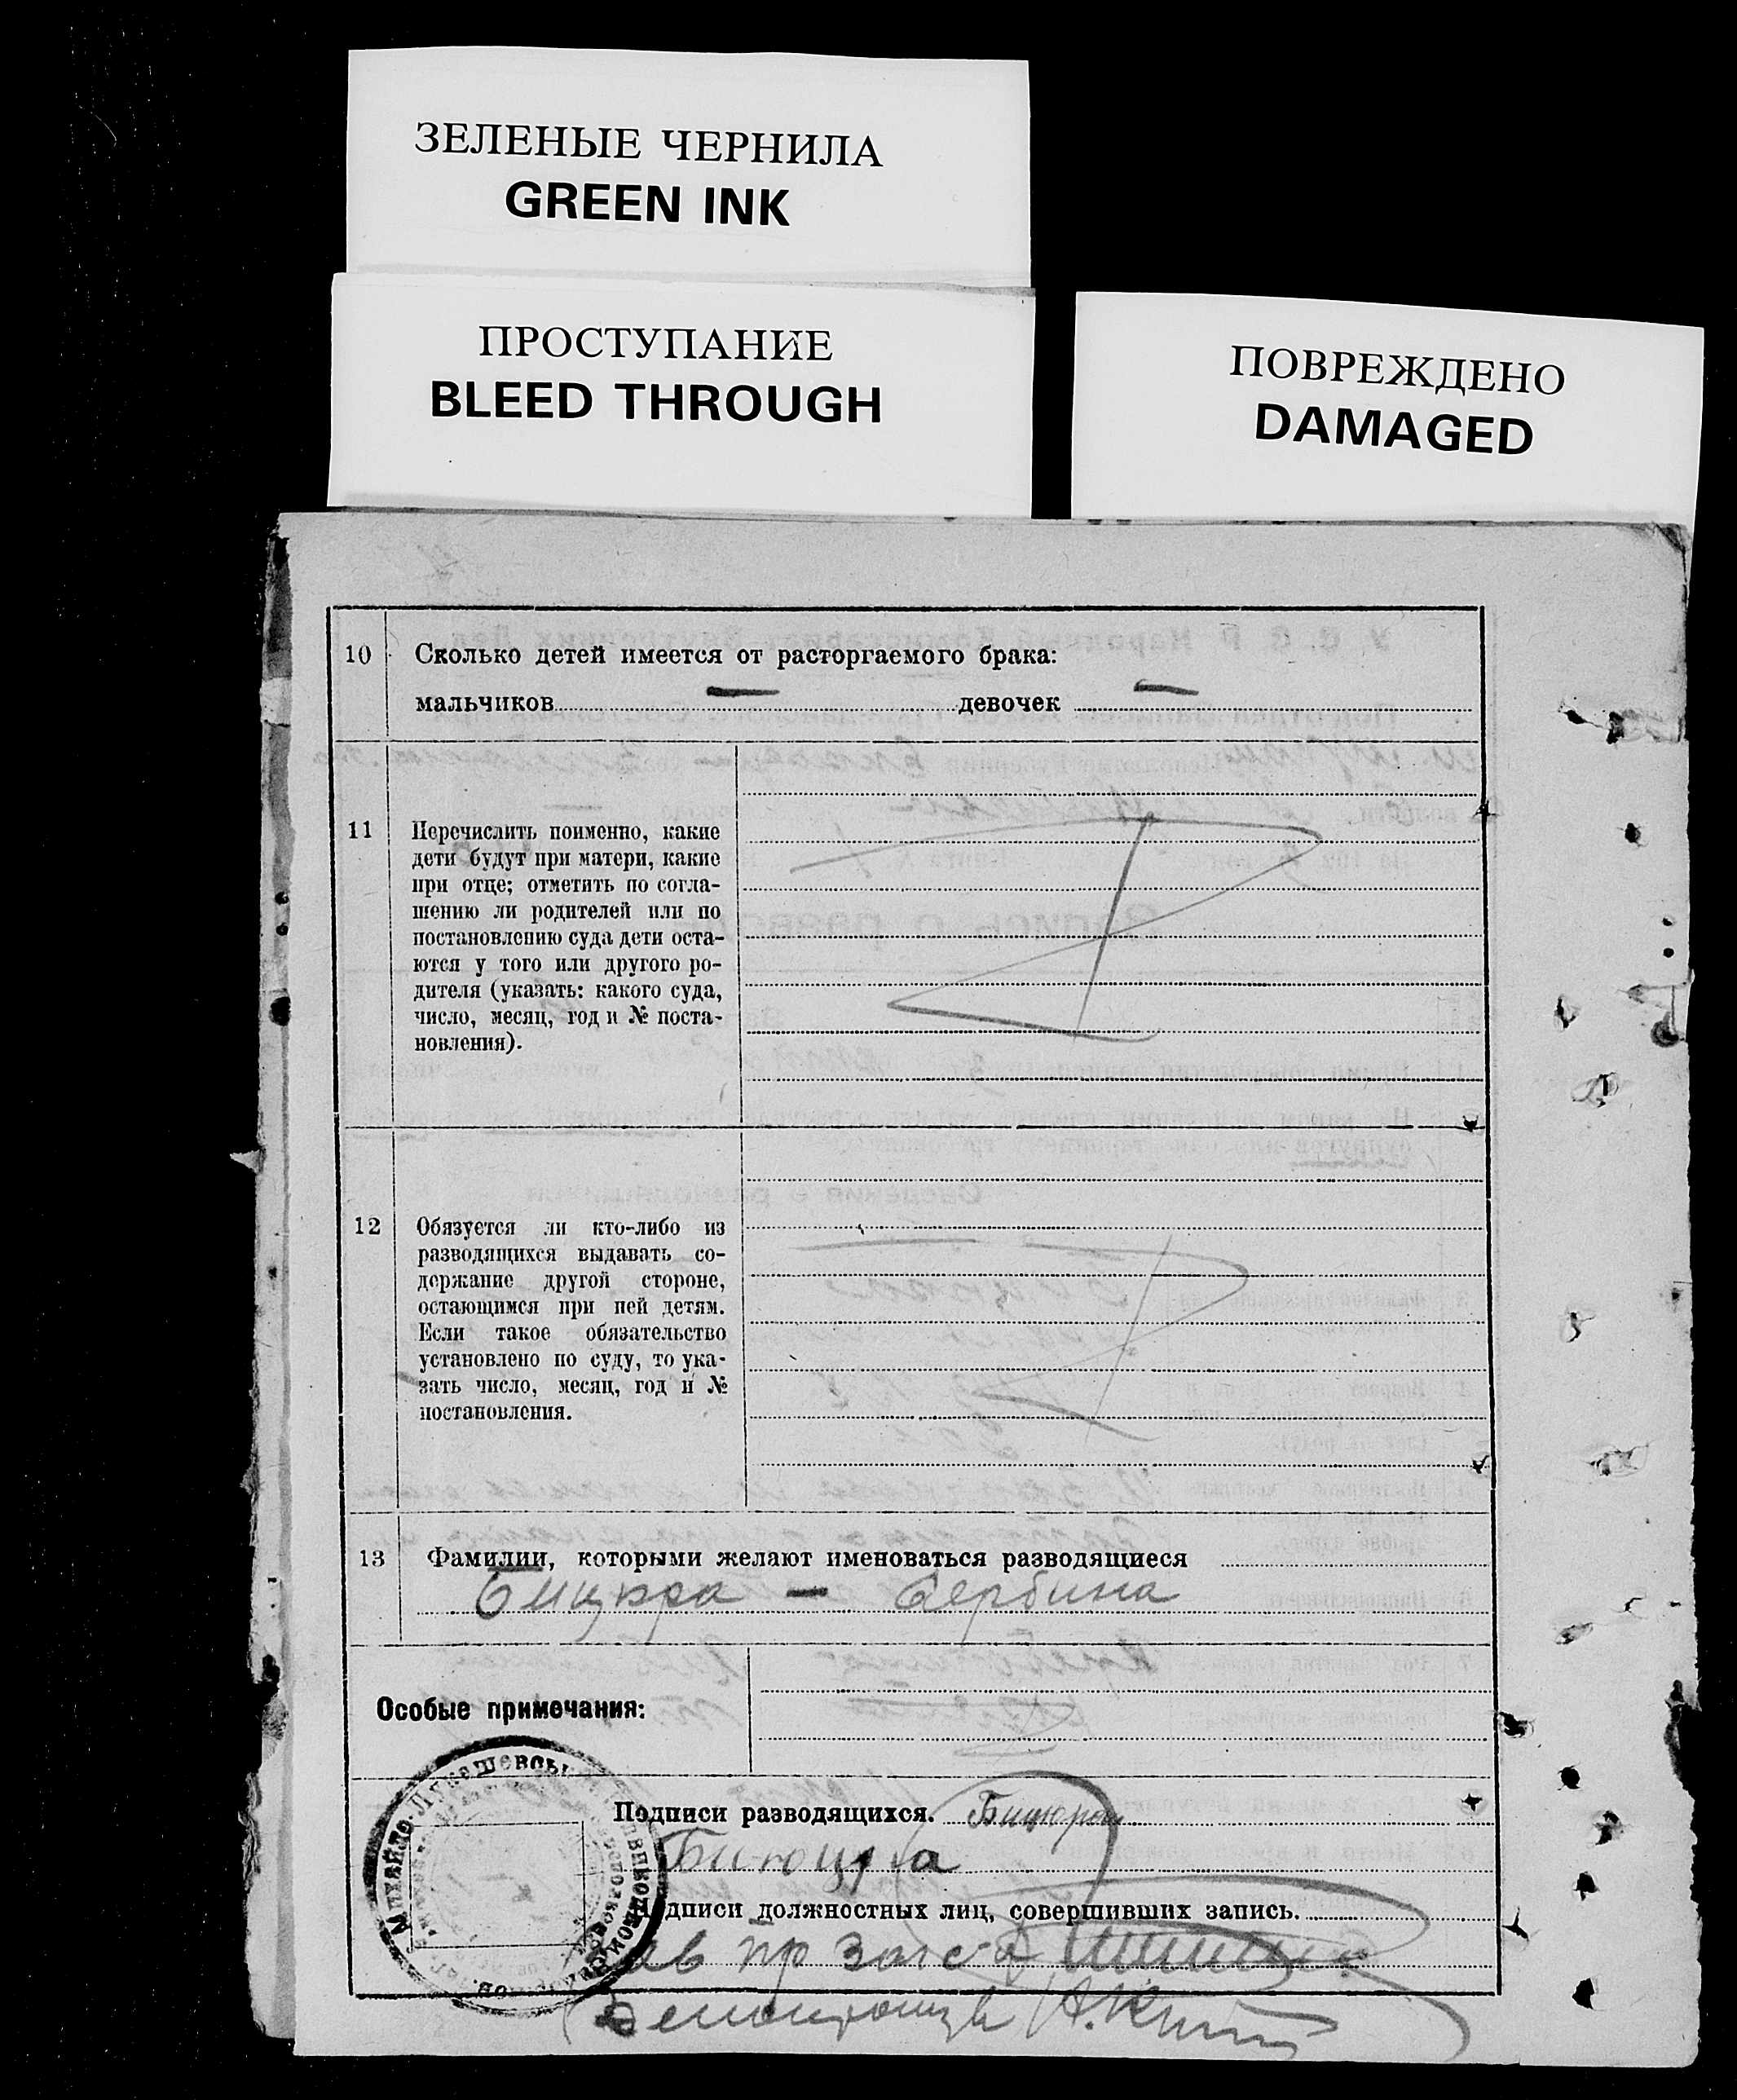 ЗЕЛЕНЫЕ ЧЕРНИЛА
GREEN INK
ПРОСТУПАНИЕ
BLEED THROUGH
ПОВРЕЖДЕНО
DAMAGED
10 Сколько детей имеется от расторгаемого брака:
мальчиков — девочек —
11 Перечислить поименно, какие
дети будут при матери, какие
при отце; отметить по согла-
шению ли родителей или по
постановлению суда дети оста-
ются у того или другого ро-
дителя (указать: какого суда,
число, месяц, год и № поста-
новления).
12 Обязуется ли кто-либо из
разводящихся выдавать со-
держание другой стороне,
остающимся при ней детям.
Если такое обязательство
установлено по суду, то ука-
зать число, месяц, год и №
постановления.
13 Фамилии, которыми желают именоваться разводящиеся
— Сербина
Особые примечания:
Подписи разводящихся. Бицюра
Подписи должностных лиц, совершивших запись.